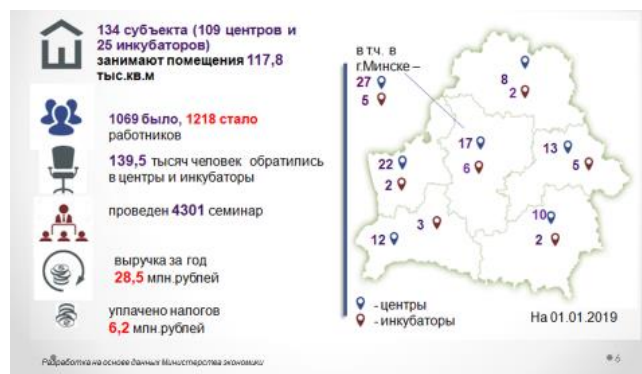 134 субъекта (109 центров и
25 инкубаторов)
занимают помещения 117,8
тыс.кв.м
1069 было, 1218 стало
работников
139,5 тысяч человек обратились
в центры и инкубаторы
проведен 4301 семинар
выручка за год
28,5 млн.рублей
уплачено налогов
6,2 млн.рублей
в т.ч. в
г.Минске –
27
5
8
2
17
6
13
5
22
2
3
12
10
2
- центры
- инкубаторы
На 01.01.2019
Разработка на основе данных Министерства экономики
6